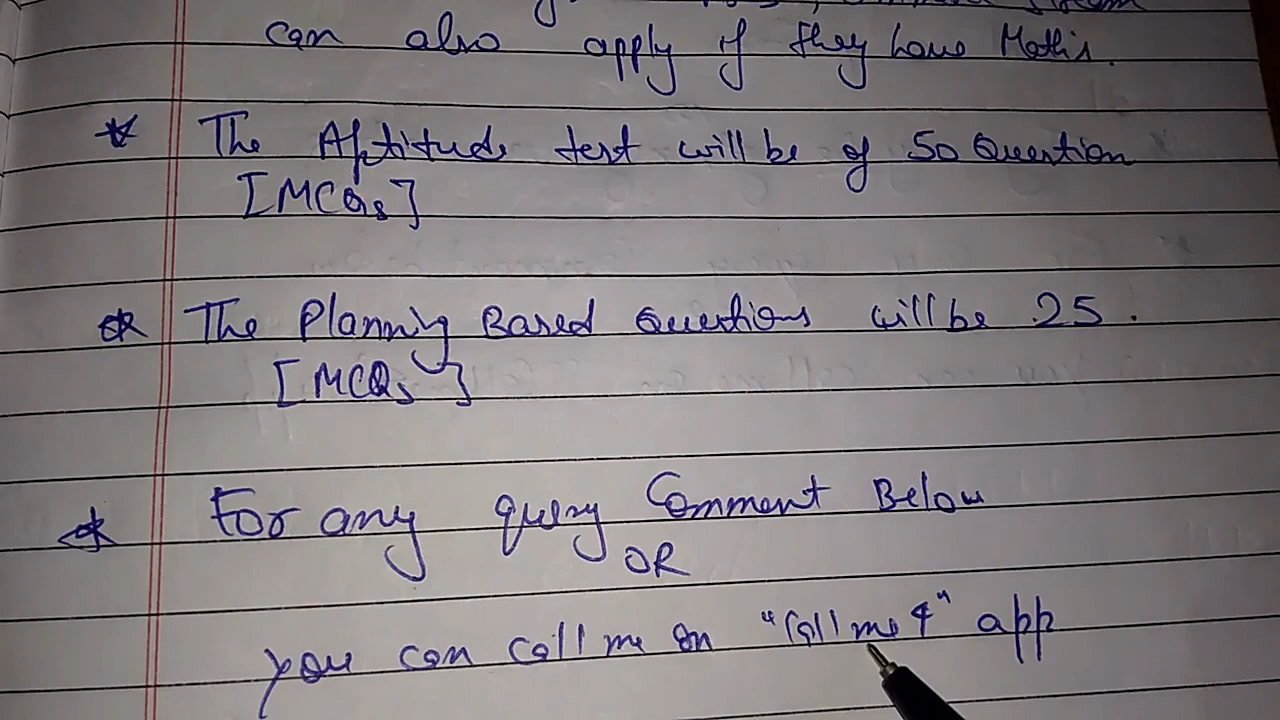 can also apply if they have Maths.
* The Aptitude test will be of 50 Question
[MCQs]
* The Planning Based Questions will be 25.
[MCQs]
* For any query Comment Below
OR
you can call me on "Call me 4" app